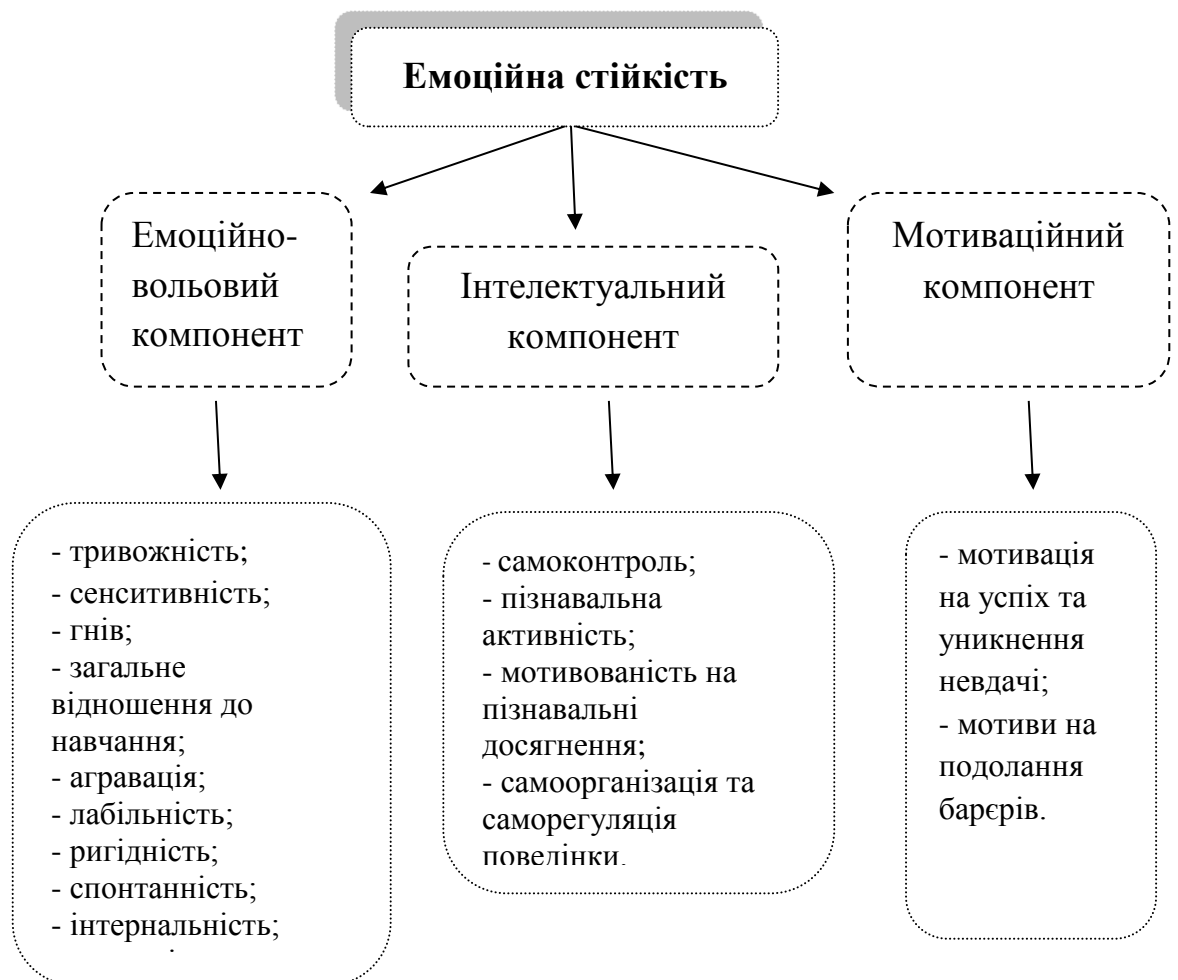 Емоційна стійкість
Емоційно-
вольовий
компонент
Інтелектуальний
компонент
Мотиваційний
компонент
- тривожність;
- сенситивність;
- гнів;
- загальне
відношення до
навчання;
- агравація;
- лабільність;
- ригідність;
- спонтанність;
- інтернальність;
- самоконтроль;
- пізнавальна
активність;
- мотивованість на
пізнавальні
досягнення;
- самоорганізація та
саморегуляція
поведінки.
- мотивація
на успіх та
уникнення
невдачі;
- мотиви на
подолання
барєрів.